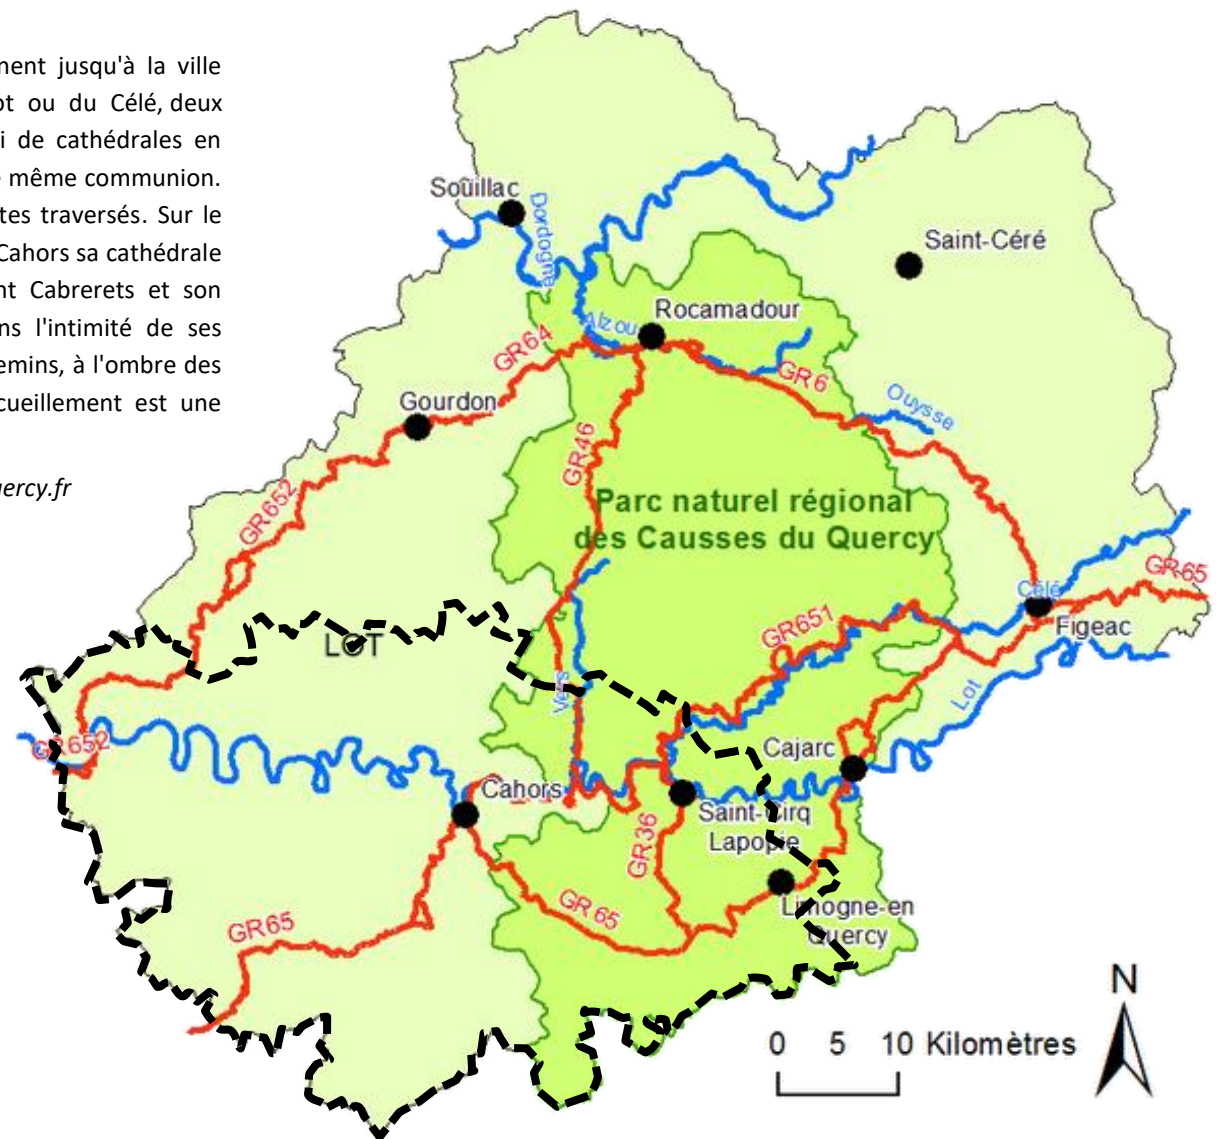 nent jusqu'à la ville
ot ou du Célé, deux
i de cathédrales en
e même communion.
tes traversés. Sur le
Cahors sa cathédrale
nt Cabrerets et son
ns l'intimité de ses
emins, à l'ombre des
cueillement est une
uercy.fr
Souillac
Dordogne
Saint-Céré
Rocamadour
Alzou
GR64
GR6
Gourdon
Ouysse
GR46
GR652
Parc naturel régional
des Causses du Quercy
GR65
Célé
GR651
Figeac
LOT
Vers
Lot
GR652
Cajarc
Cahors
Saint-Cirq
Lapopie
GR36
Limogne-en
Quercy
GR65
GR65
N
0 5 10 Kilomètres